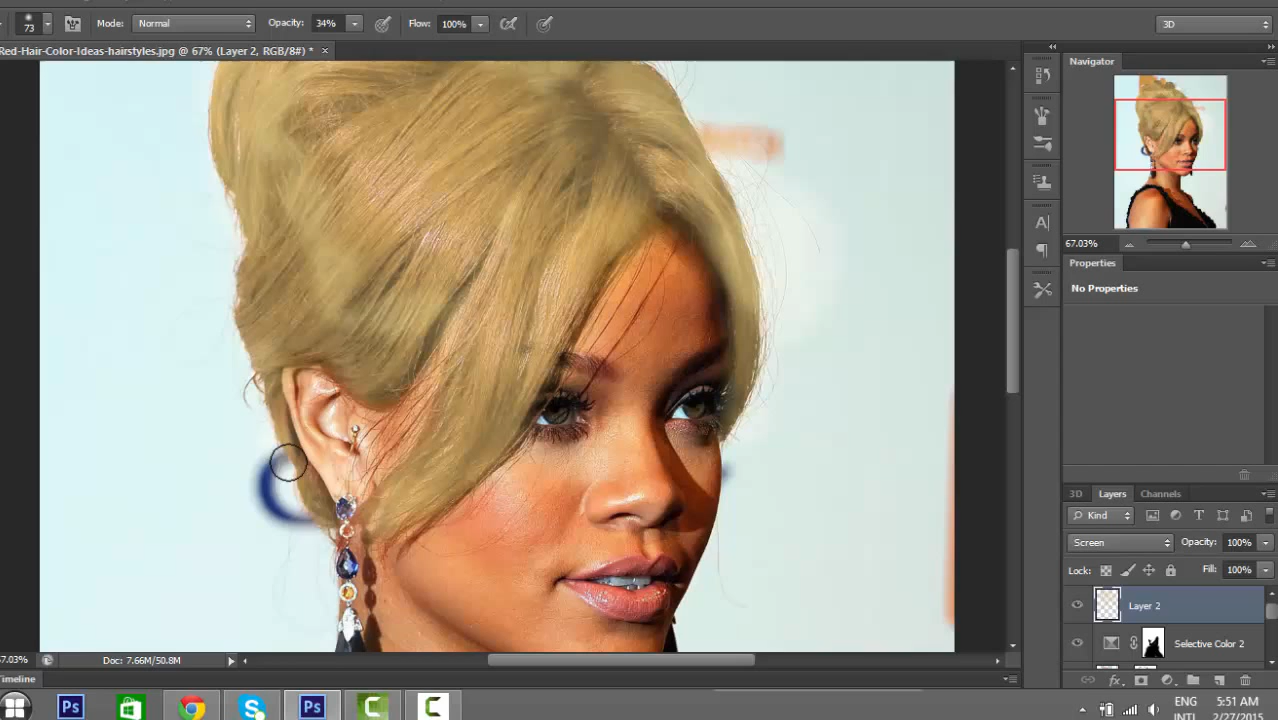 73 Mode: Normal Opacity: 34% Flow: 100% 3D
Red-Hair-Color-Ideas-hairstyles.jpg @ 67% (Layer 2, RGB/8#) * ×
Navigator
67.03%
Properties
No Properties
3D Layers Channels
Kind
Screen Opacity: 100%
Lock: Fill: 100%
Layer 2
Selective Color 2
67.03% Doc: 7.66M/50.8M
Timeline
ENG
INTL
5:51 AM
2/27/2015